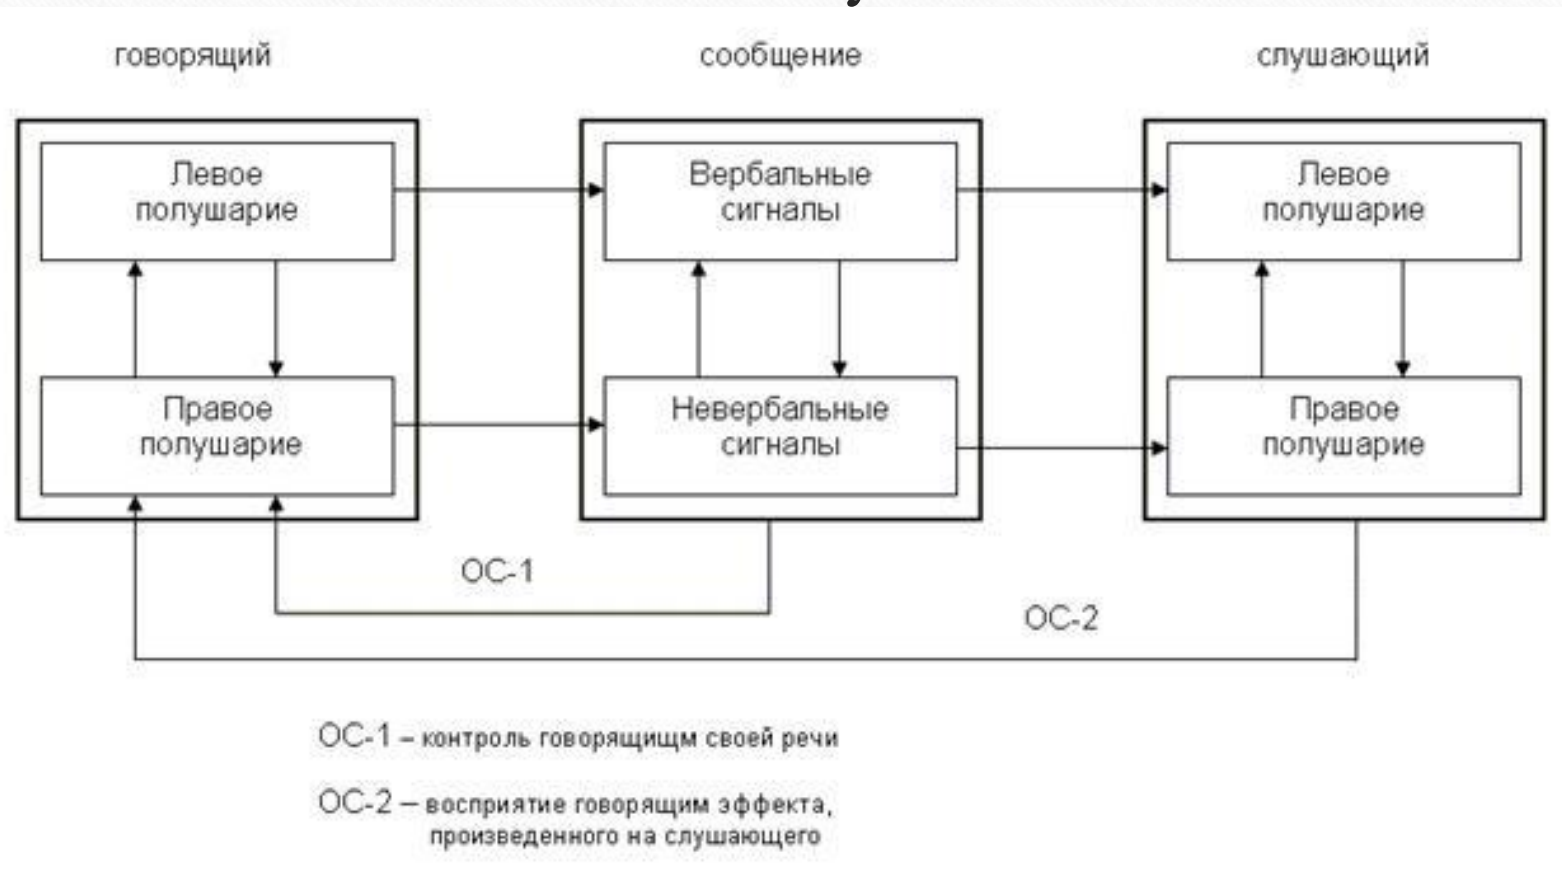 говорящий
сообщение
слушающий
Левое
полушарие
Вербальные
сигналы
Левое
полушарие
Правое
полушарие
Невербальные
сигналы
Правое
полушарие
ОС-1
ОС-2
ОС-1 – контроль говорящищм своей речи
ОС-2 – восприятие говорящим эффекта,
произведенного на слушающего